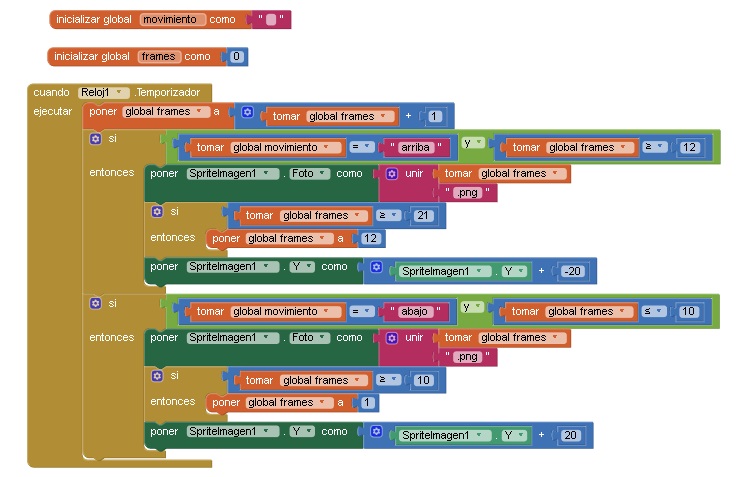 inicializar global movimiento como " "
inicializar global frames como 0
cuando Reloj1 .Temporizador
ejecutar poner global frames a tomar global frames + 1
si tomar global movimiento = " arriba " y tomar global frames ≥ 12
entonces poner SpriteImagen1 . Foto como unir tomar global frames
" .png "
si tomar global frames ≥ 21
entonces poner global frames a 12
poner SpriteImagen1 . Y como SpriteImagen1 . Y + -20
si tomar global movimiento = " abajo " y tomar global frames ≤ 10
entonces poner SpriteImagen1 . Foto como unir tomar global frames
" .png "
si tomar global frames ≥ 10
entonces poner global frames a 1
poner SpriteImagen1 . Y como SpriteImagen1 . Y + 20